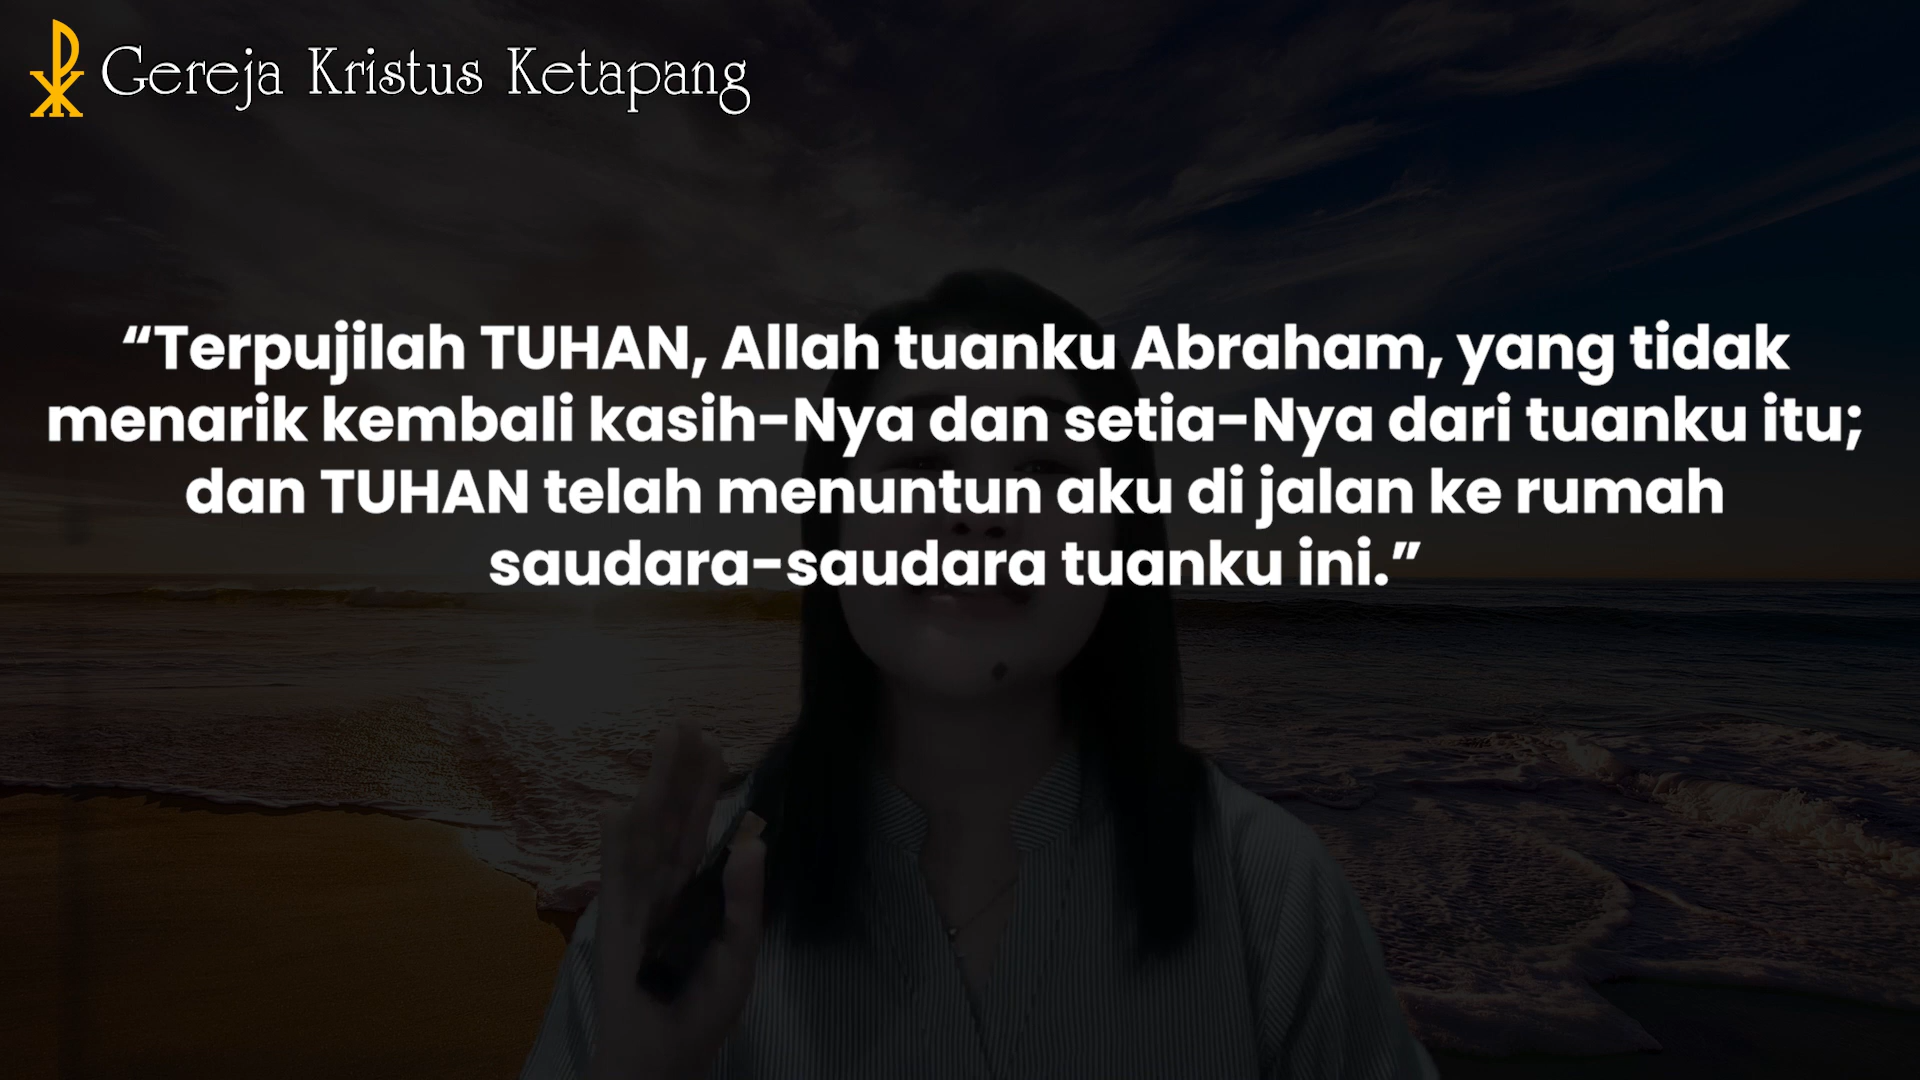 Gereja Kristus Ketapang
“Terpujilah TUHAN, Allah tuanku Abraham, yang tidak
menarik kembali kasih-Nya dan setia-Nya dari tuanku itu;
dan TUHAN telah menuntun aku di jalan ke rumah
saudara-saudara tuanku ini.”